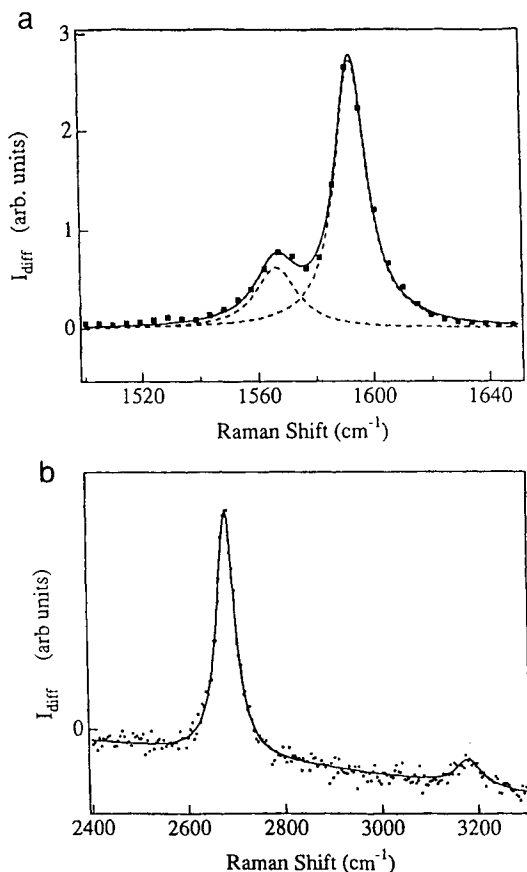 a
3
2
1
0
I_diff (arb. units)
1520 1560 1600 1640
Raman Shift (cm⁻¹)
b
0
I_diff (arb units)
2400 2600 2800 3000 3200
Raman Shift (cm⁻¹)